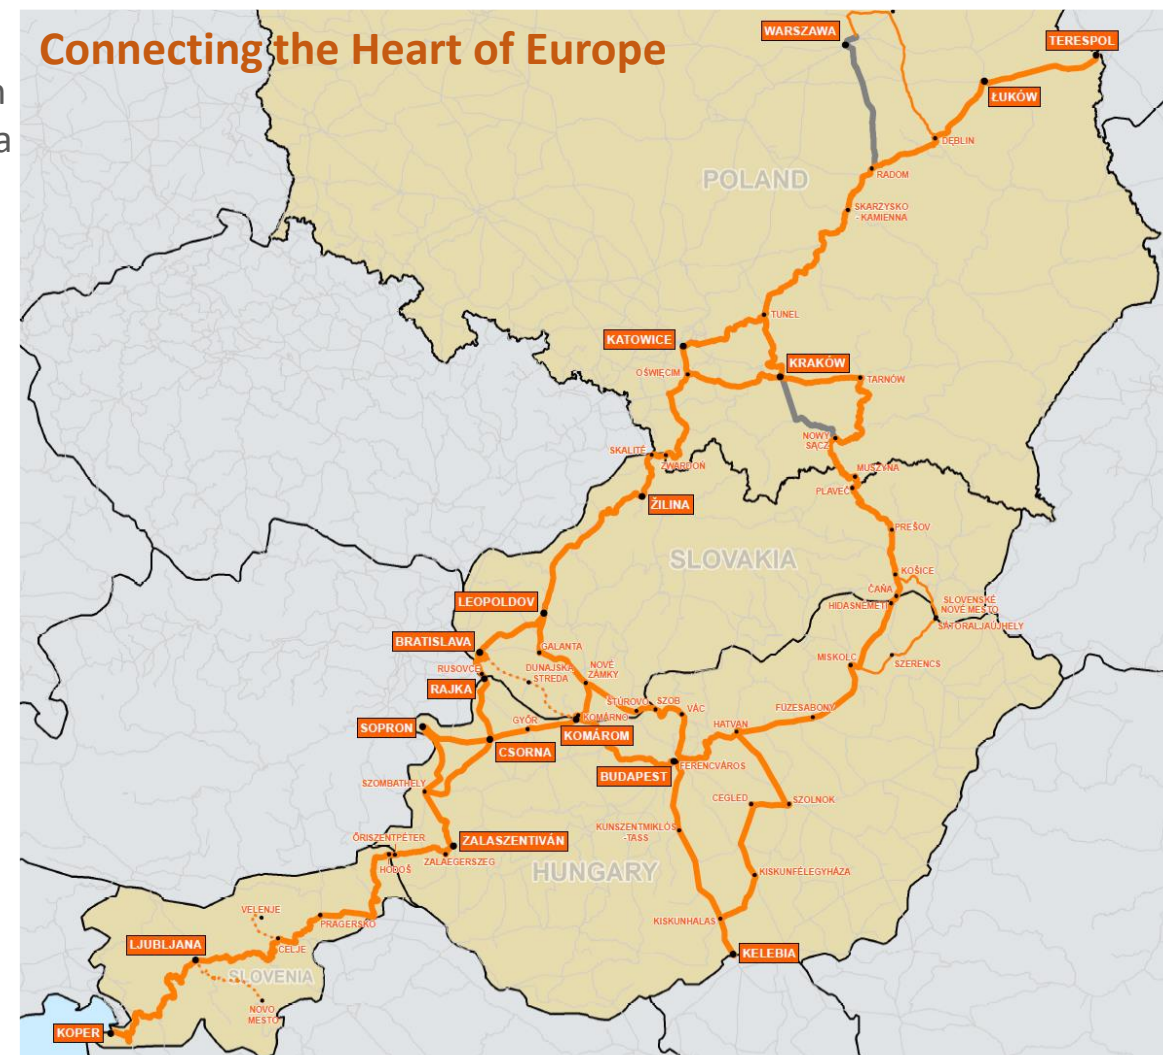 Connecting the Heart of Europe
n
a
WARSZAWA
TERESPOL
ŁUKÓW
DĘBLIN
RADOM
POLAND
SKARZYSKO
- KAMIENNA
TUNEL
KATOWICE
KRAKÓW
OŚWIĘCIM
TARNÓW
NOWY
SĄCZ
SKALITÉ
ZWARDOŃ
MUSZYNA
PLAVEČ
ŽILINA
PREŠOV
SLOVAKIA
KOŠICE
ČAŇA
LEOPOLDOV
HIDASNÉMETI
SLOVENSKÉ
NOVÉ MESTO
SÁTORALJAÚJHELY
BRATISLAVA
GALANTA
RUSOVCE
DUNAJSKÁ
STREDA
NOVÉ
ZÁMKY
MISKOLC
SZERENCS
RAJKA
ŠTÚROVO
SZOB
VÁC
SOPRON
GYŐR
KOMÁRNO
FÜZESABONY
HATVAN
CSORNA
KOMÁROM
BUDAPEST
FERENCVÁROS
SZOMBATHELY
CEGLÉD
SZOLNOK
KUNSZENTMIKLÓS
-TASS
ŐRISZENTPÉTER
ZALASZENTIVÁN
HODOŠ
ZALAEGERSZEG
HUNGARY
KISKUNFÉLEGYHÁZA
VELENJE
PRAGERSKO
KISKUNHALAS
CELJE
LJUBLJANA
KELEBIA
SLOVENIA
NOVO
MESTO
KOPER